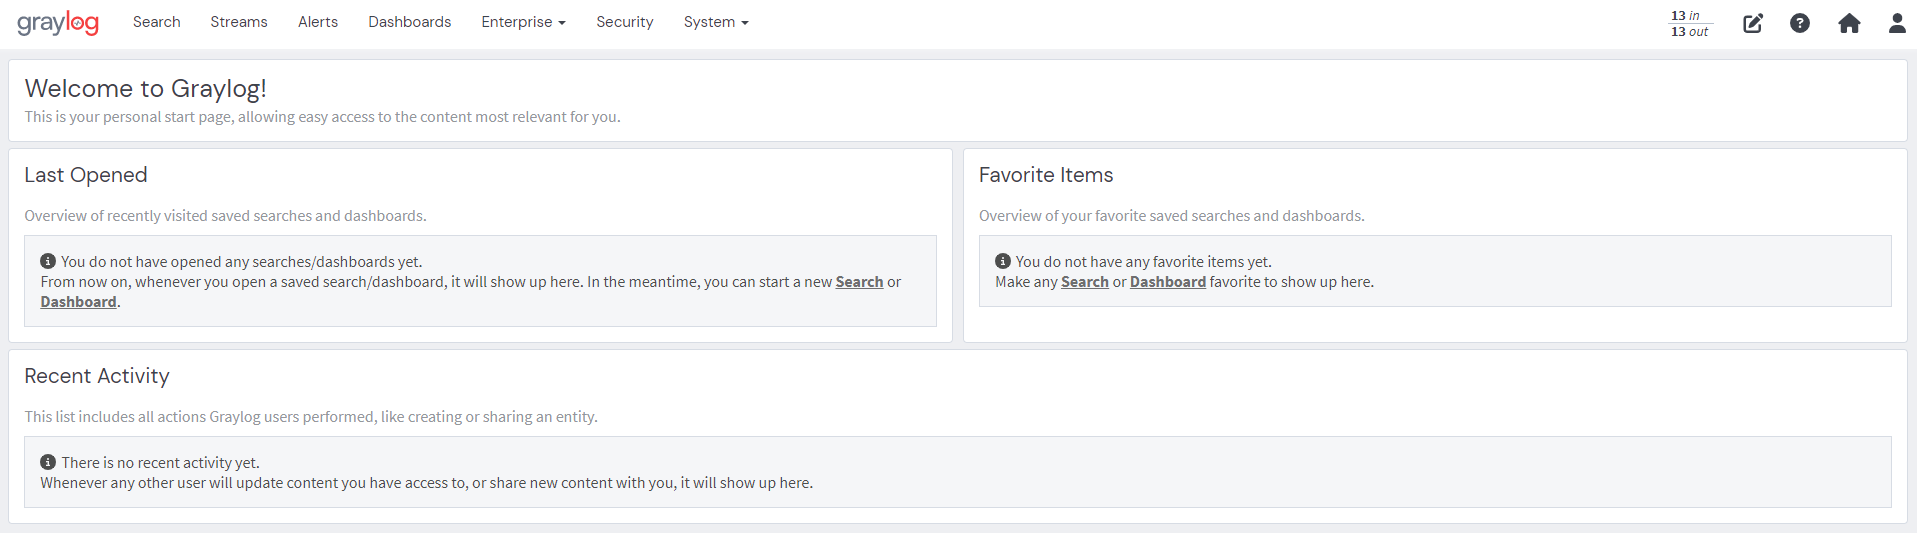 graylog Search Streams Alerts Dashboards Enterprise Security System 13 in
13 out
Welcome to Graylog!
This is your personal start page, allowing easy access to the content most relevant for you.
Last Opened
Overview of recently visited saved searches and dashboards.
You do not have opened any searches/dashboards yet.
From now on, whenever you open a saved search/dashboard, it will show up here. In the meantime, you can start a new Search or
Dashboard.
Favorite Items
Overview of your favorite saved searches and dashboards.
You do not have any favorite items yet.
Make any Search or Dashboard favorite to show up here.
Recent Activity
This list includes all actions Graylog users performed, like creating or sharing an entity.
There is no recent activity yet.
Whenever any other user will update content you have access to, or share new content with you, it will show up here.